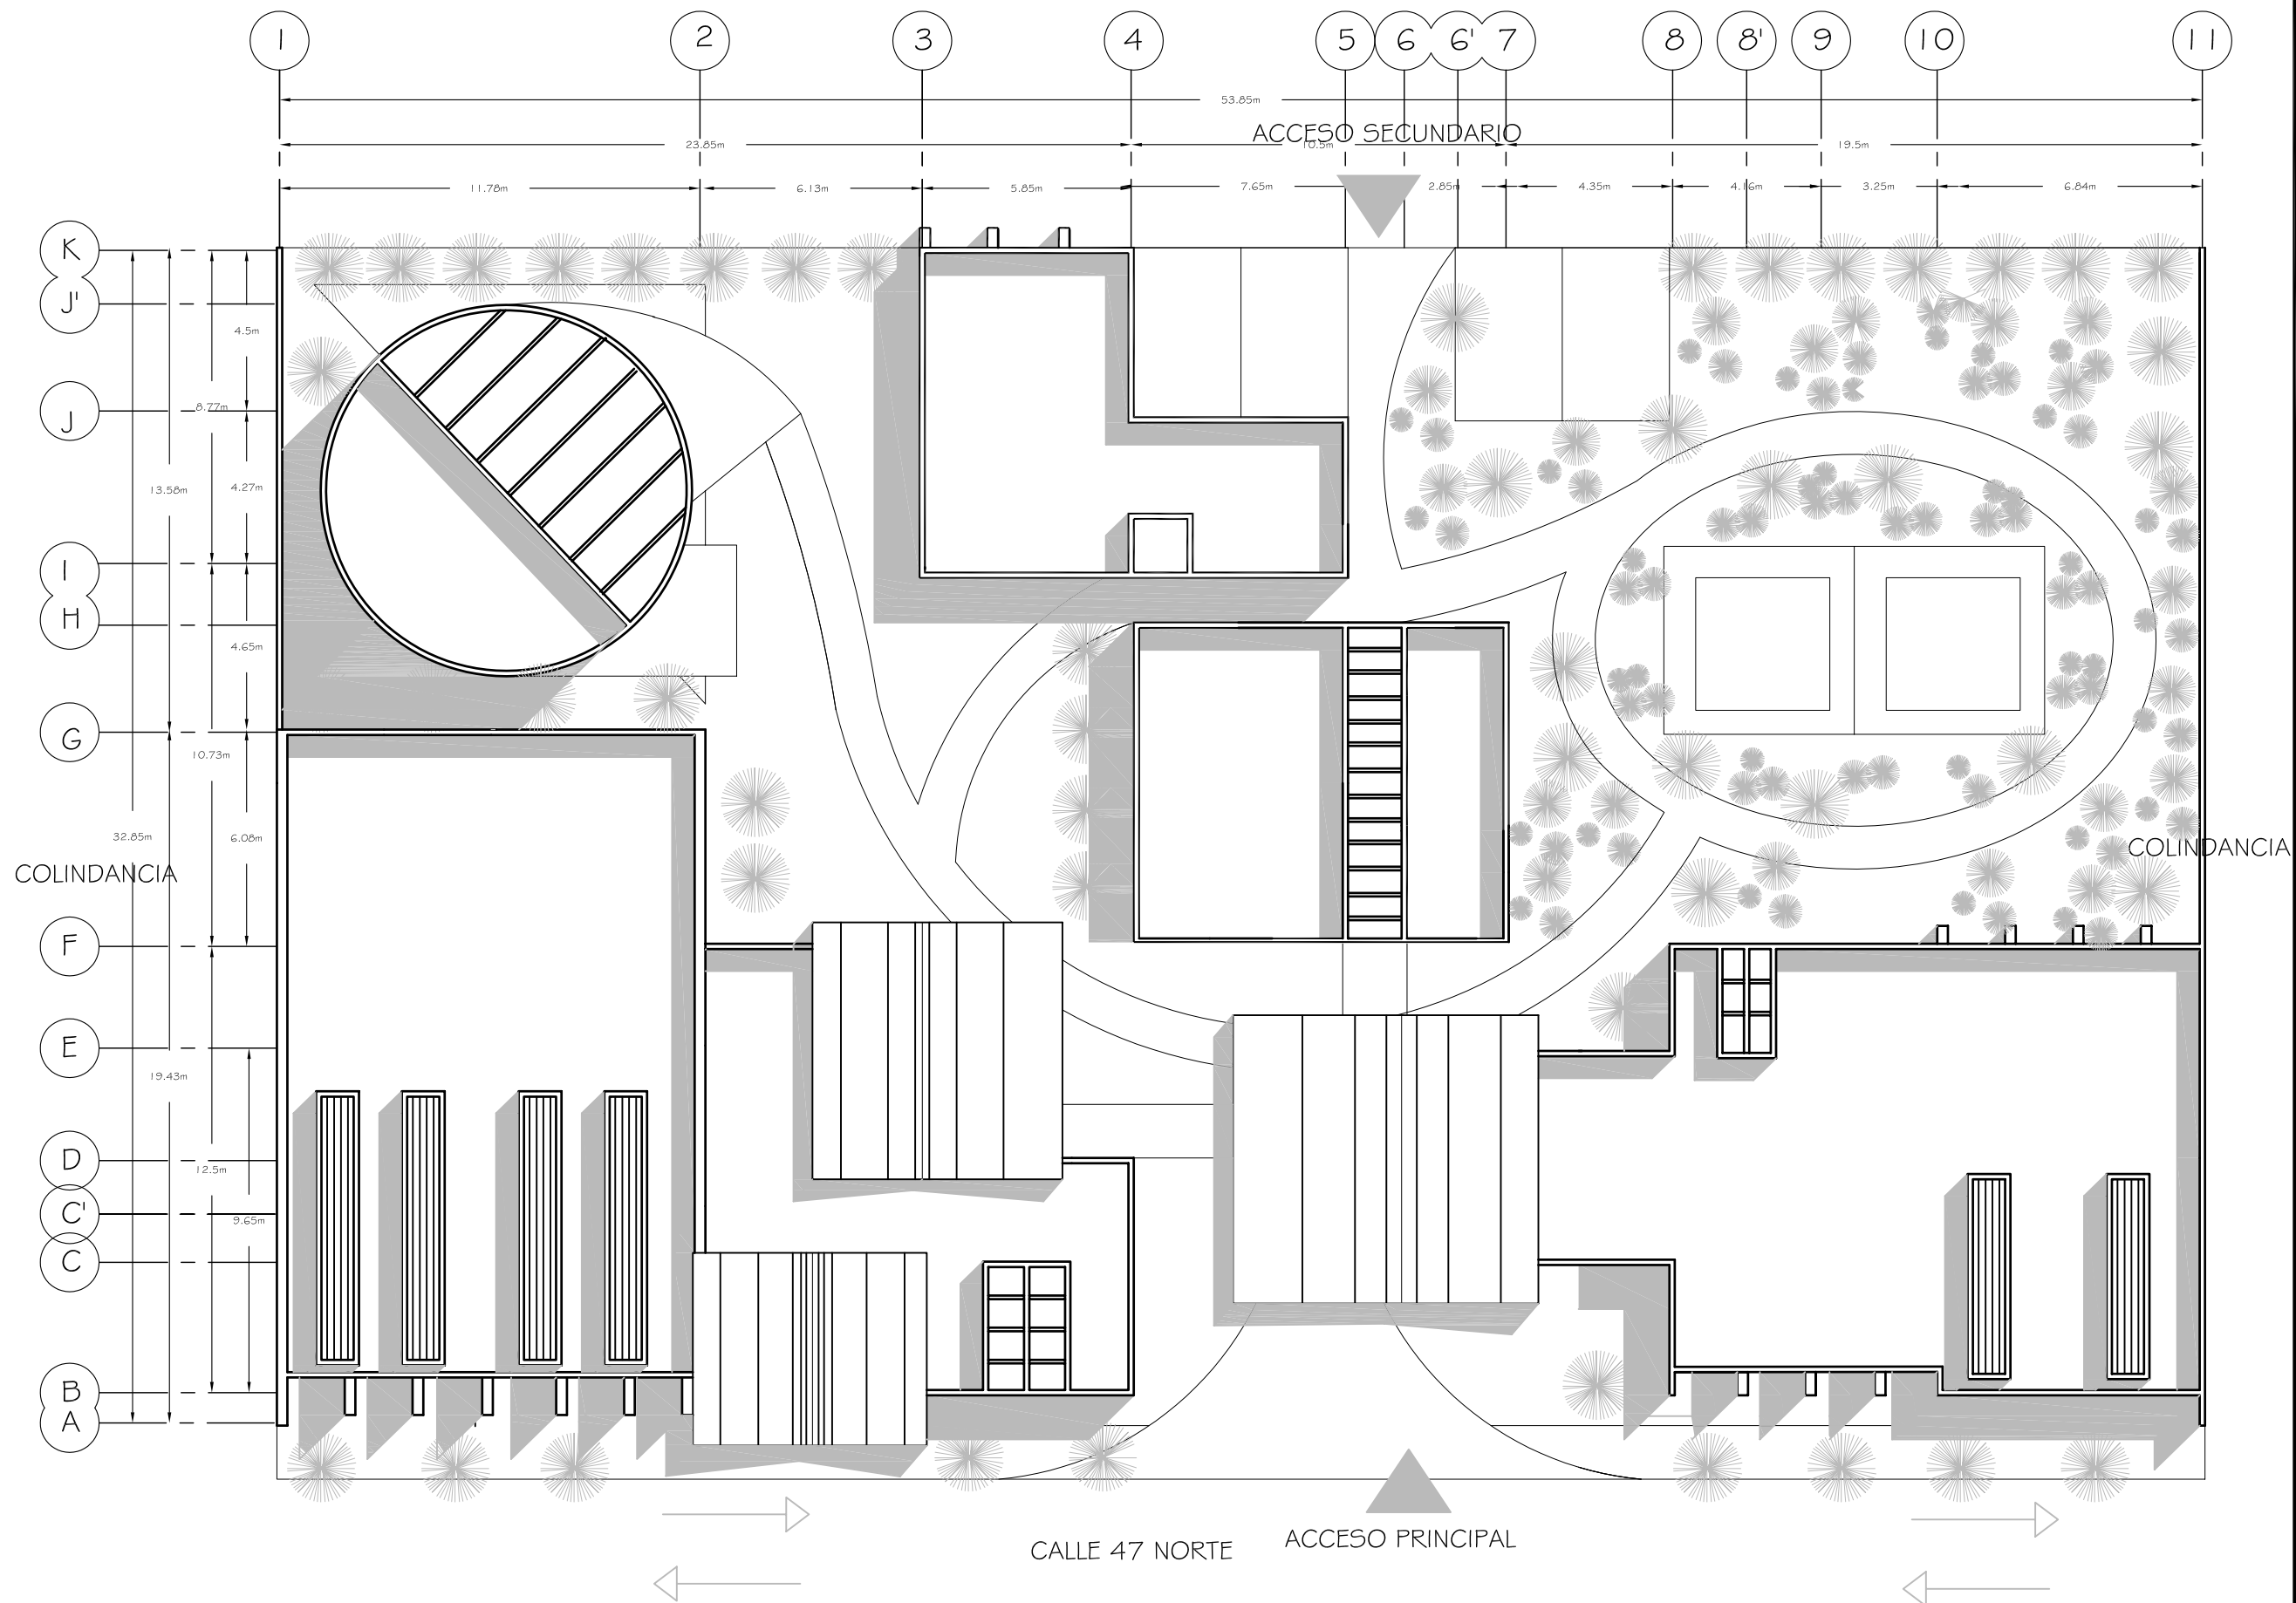 1 2 3 4 5 6 6' 7 8 8' 9 10 11
53.85m
ACCESO SECUNDARIO
23.85m 10.5m 19.5m
11.78m 6.13m 5.85m 7.65m 2.85m 4.35m 4.16m 3.25m 6.84m
K
J'
4.5m
8.77m
J
13.58m 4.27m
I
H
4.65m
G
10.73m
32.85m 6.08m
COLINDANCIA COLINDANCIA
F
E
19.43m
D
12.5m
C'
9.65m
C
B
A
CALLE 47 NORTE ACCESO PRINCIPAL